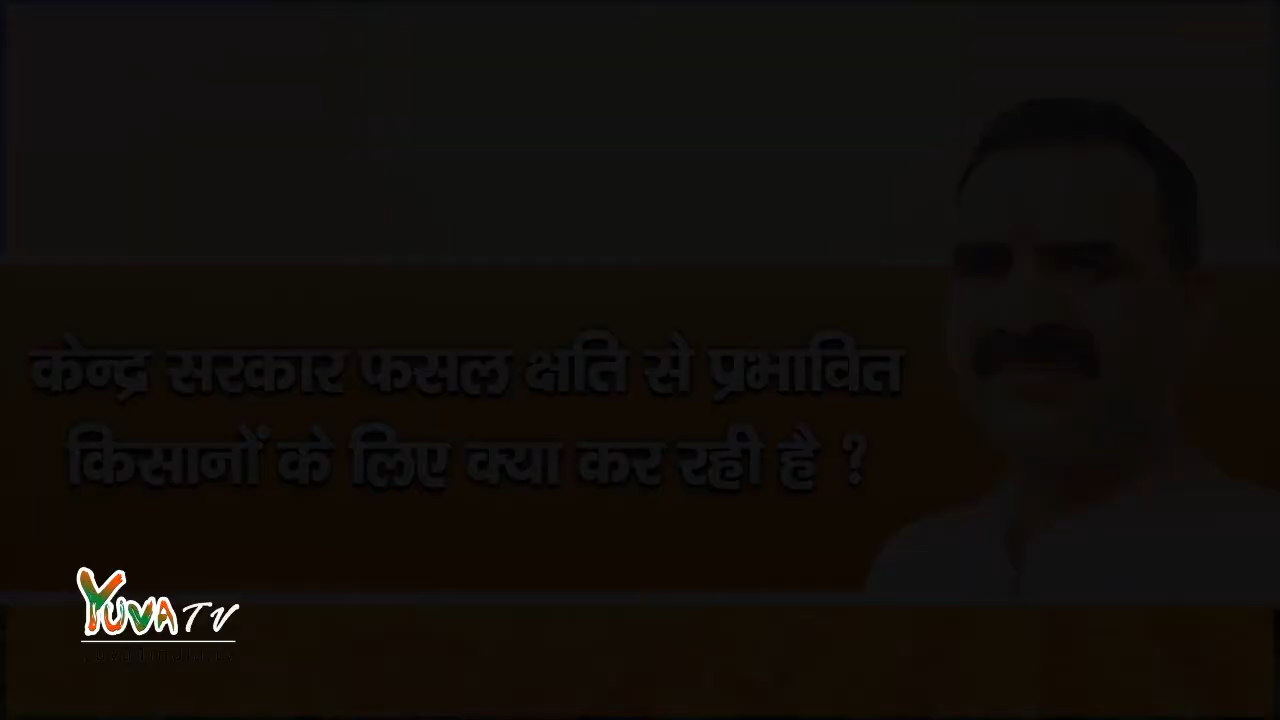 केन्द्र सरकार फसल क्षति से प्रभावित
किसानों के लिए क्या कर रही है ?
YUVA TV